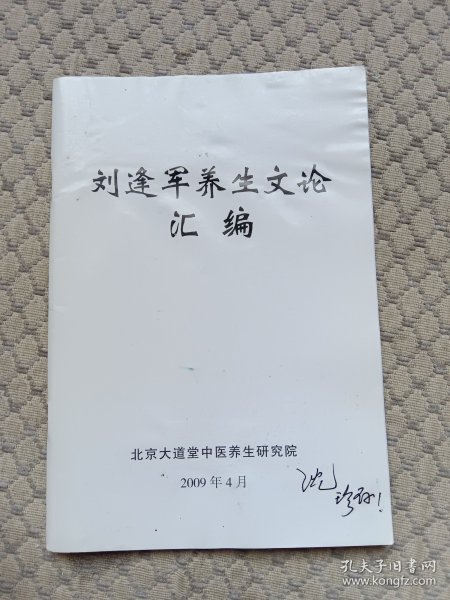 刘逢军养生文论
汇编
北京大道堂中医养生研究院
2009年4月
孔夫子旧书网
www.kongfz.com